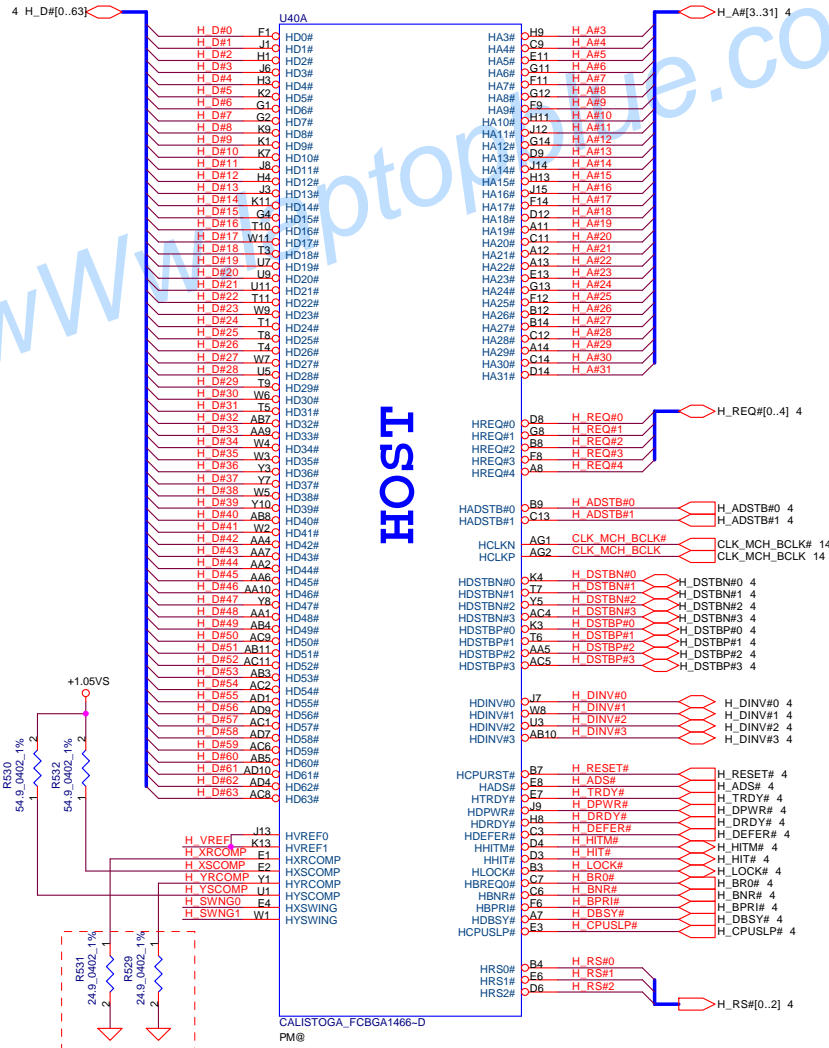 4 H_D#[0..63]
U40A
H_A#[3..31] 4
H_D#0 F1 HD0#
H_D#1 J1 HD1#
H_D#2 H1 HD2#
H_D#3 J6 HD3#
H_D#4 H3 HD4#
H_D#5 K2 HD5#
H_D#6 G1 HD6#
H_D#7 G2 HD7#
H_D#8 K9 HD8#
H_D#9 K1 HD9#
H_D#10 K7 HD10#
H_D#11 J8 HD11#
H_D#12 H4 HD12#
H_D#13 J3 HD13#
H_D#14 K11 HD14#
H_D#15 G4 HD15#
H_D#16 T10 HD16#
H_D#17 W11 HD17#
H_D#18 T3 HD18#
H_D#19 U7 HD19#
H_D#20 U9 HD20#
H_D#21 U11 HD21#
H_D#22 T11 HD22#
H_D#23 W9 HD23#
H_D#24 T1 HD24#
H_D#25 T8 HD25#
H_D#26 T4 HD26#
H_D#27 W7 HD27#
H_D#28 U5 HD28#
H_D#29 T9 HD29#
H_D#30 W6 HD30#
H_D#31 T5 HD31#
H_D#32 AB7 HD32#
H_D#33 AA9 HD33#
H_D#34 W4 HD34#
H_D#35 W3 HD35#
H_D#36 Y3 HD36#
H_D#37 Y7 HD37#
H_D#38 W5 HD38#
H_D#39 Y10 HD39#
H_D#40 AB8 HD40#
H_D#41 W2 HD41#
H_D#42 AA4 HD42#
H_D#43 AA7 HD43#
H_D#44 AA2 HD44#
H_D#45 AA6 HD45#
H_D#46 AA10 HD46#
H_D#47 Y8 HD47#
H_D#48 AA1 HD48#
H_D#49 AB4 HD49#
H_D#50 AC9 HD50#
H_D#51 AB11 HD51#
H_D#52 AC11 HD52#
H_D#53 AB3 HD53#
H_D#54 AC2 HD54#
H_D#55 AD1 HD55#
H_D#56 AD9 HD56#
H_D#57 AC1 HD57#
H_D#58 AD7 HD58#
H_D#59 AC6 HD59#
H_D#60 AB5 HD60#
H_D#61 AD10 HD61#
H_D#62 AD4 HD62#
H_D#63 AC8 HD63#
J13 HVREF0
H_VREF K13 HVREF1
H_XRCOMP E1 HXRCOMP
H_XSCOMP E2 HXSCOMP
H_YRCOMP Y1 HYRCOMP
H_YSCOMP U1 HYSCOMP
H_SWNG0 E4 HXSWING
H_SWNG1 W1 HYSWING
+1.05VS
R530
54.9_0402_1%
1 2
R532
54.9_0402_1%
1 2
R531
24.9_0402_1%
1 2
R529
24.9_0402_1%
1 2
HOST
HA3# H9 H_A#3
HA4# C9 H_A#4
HA5# E11 H_A#5
HA6# G11 H_A#6
HA7# F11 H_A#7
HA8# G12 H_A#8
HA9# F9 H_A#9
HA10# H11 H_A#10
HA11# J12 H_A#11
HA12# G14 H_A#12
HA13# D9 H_A#13
HA14# J14 H_A#14
HA15# H13 H_A#15
HA16# J15 H_A#16
HA17# F14 H_A#17
HA18# D12 H_A#18
HA19# A11 H_A#19
HA20# C11 H_A#20
HA21# A12 H_A#21
HA22# A13 H_A#22
HA23# E13 H_A#23
HA24# G13 H_A#24
HA25# F12 H_A#25
HA26# B12 H_A#26
HA27# B14 H_A#27
HA28# C12 H_A#28
HA29# A14 H_A#29
HA30# C14 H_A#30
HA31# D14 H_A#31
HREQ#0 D8 H_REQ#0 H_REQ#[0..4] 4
HREQ#1 G8 H_REQ#1
HREQ#2 B8 H_REQ#2
HREQ#3 F8 H_REQ#3
HREQ#4 A8 H_REQ#4
HADSTB#0 B9 H_ADSTB#0 H_ADSTB#0 4
HADSTB#1 C13 H_ADSTB#1 H_ADSTB#1 4
HCLKN AG1 CLK_MCH_BCLK# CLK_MCH_BCLK# 14
HCLKP AG2 CLK_MCH_BCLK CLK_MCH_BCLK 14
HDSTBN#0 K4 H_DSTBN#0 H_DSTBN#0 4
HDSTBN#1 T7 H_DSTBN#1 H_DSTBN#1 4
HDSTBN#2 Y5 H_DSTBN#2 H_DSTBN#2 4
HDSTBN#3 AC4 H_DSTBN#3 H_DSTBN#3 4
HDSTBP#0 K3 H_DSTBP#0 H_DSTBP#0 4
HDSTBP#1 T6 H_DSTBP#1 H_DSTBP#1 4
HDSTBP#2 AA5 H_DSTBP#2 H_DSTBP#2 4
HDSTBP#3 AC5 H_DSTBP#3 H_DSTBP#3 4
HDINV#0 J7 H_DINV#0 H_DINV#0 4
HDINV#1 W8 H_DINV#1 H_DINV#1 4
HDINV#2 U3 H_DINV#2 H_DINV#2 4
HDINV#3 AB10 H_DINV#3 H_DINV#3 4
HCPURST# B7 H_RESET# H_RESET# 4
HADS# E8 H_ADS# H_ADS# 4
HTRDY# E7 H_TRDY# H_TRDY# 4
HDPWR# J9 H_DPWR# H_DPWR# 4
HDRDY# H8 H_DRDY# H_DRDY# 4
HDEFER# C3 H_DEFER# H_DEFER# 4
HHITM# D4 H_HITM# H_HITM# 4
HHIT# D3 H_HIT# H_HIT# 4
HLOCK# B3 H_LOCK# H_LOCK# 4
HBREQ0# C7 H_BR0# H_BR0# 4
HBNR# C6 H_BNR# H_BNR# 4
HBPRI# F6 H_BPRI# H_BPRI# 4
HDBSY# A7 H_DBSY# H_DBSY# 4
HCPUSLP# E3 H_CPUSLP# H_CPUSLP# 4
HRS0# B4 H_RS#0
HRS1# E6 H_RS#1
HRS2# D6 H_RS#2
H_RS#[0..2] 4
CALISTOGA_FCBGA1466~D
PM@
wWw.laptopblue.co